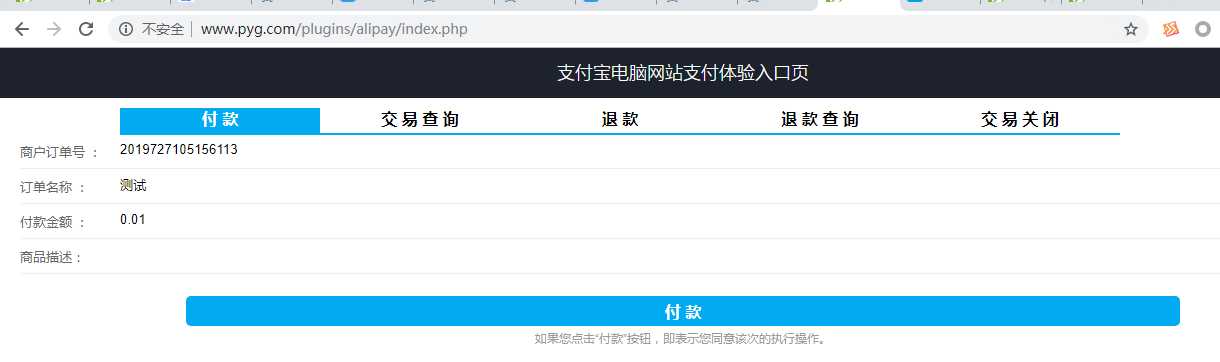 不安全 www.pyg.com/plugins/alipay/index.php
支付宝电脑网站支付体验入口页
付 款 交 易 查 询 退 款 退 款 查 询 交 易 关 闭
商户订单号 ： 2019727105156113
订单名称 ： 测试
付款金额 ： 0.01
商品描述：
付 款
如果您点击“付款”按钮，即表示您同意该次的执行操作。